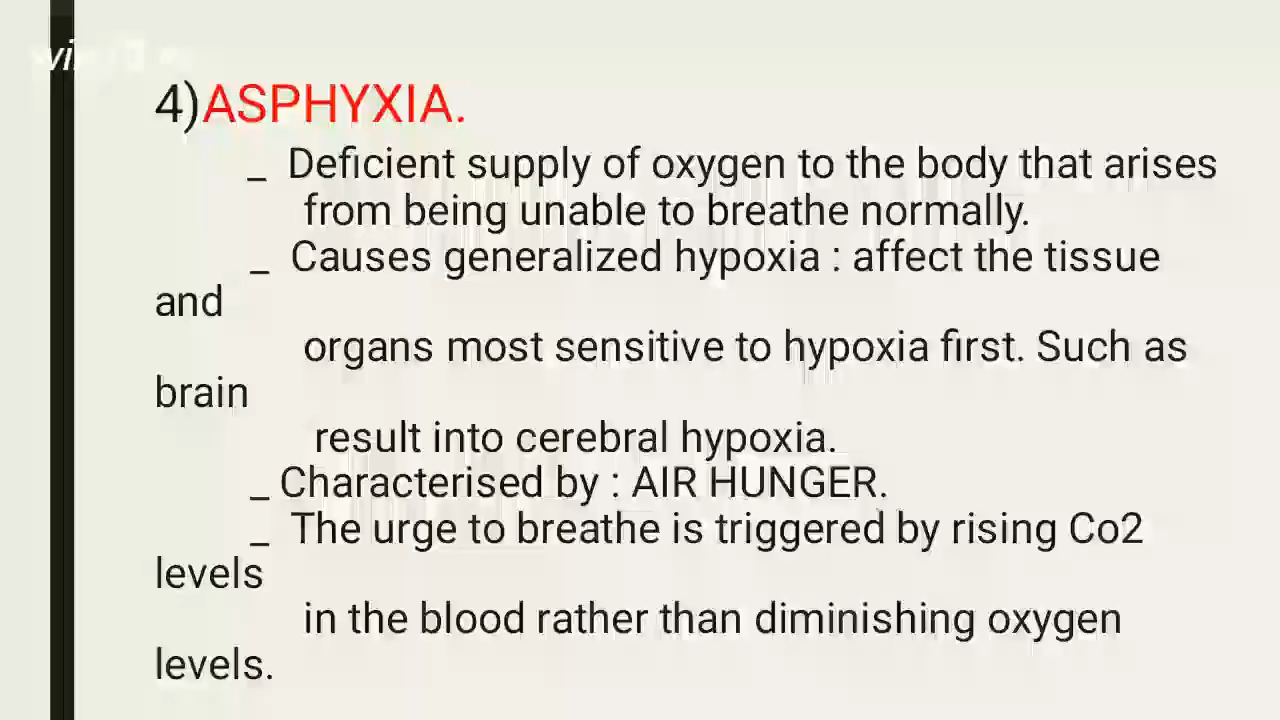 4)ASPHYXIA.
_ Deficient supply of oxygen to the body that arises
from being unable to breathe normally.
_ Causes generalized hypoxia : affect the tissue
and
organs most sensitive to hypoxia first. Such as
brain
result into cerebral hypoxia.
_ Characterised by : AIR HUNGER.
_ The urge to breathe is triggered by rising Co2
levels
in the blood rather than diminishing oxygen
levels.